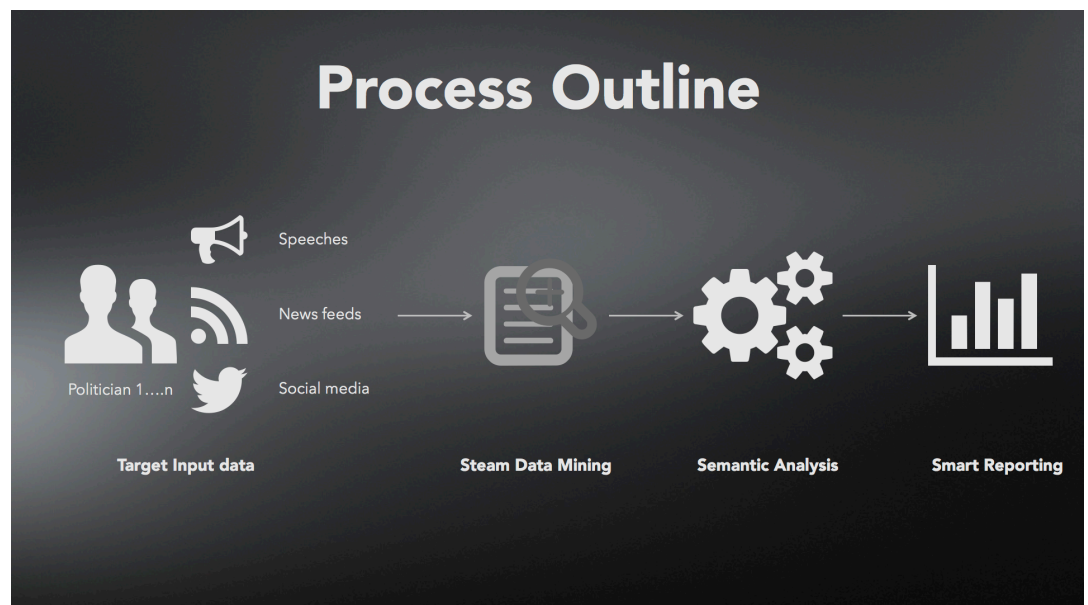 Process Outline
Speeches
News feeds
Politician 1....n
Social media
Target Input data
Steam Data Mining
Semantic Analysis
Smart Reporting